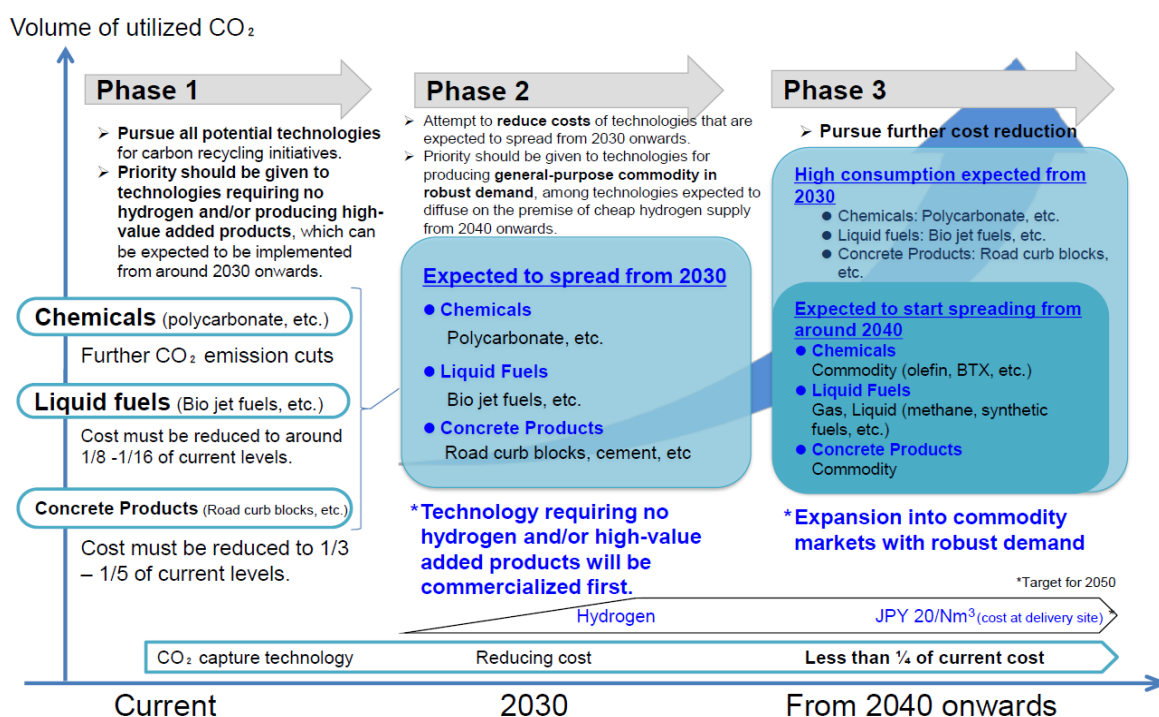 Volume of utilized CO₂
Phase 1
➢ Pursue all potential technologies
for carbon recycling initiatives.
➢ Priority should be given to
technologies requiring no
hydrogen and/or producing high-
value added products, which can
be expected to be implemented
from around 2030 onwards.
Chemicals (polycarbonate, etc.)
Further CO₂ emission cuts
Liquid fuels (Bio jet fuels, etc.)
Cost must be reduced to around
1/8 -1/16 of current levels.
Concrete Products (Road curb blocks, etc.)
Cost must be reduced to 1/3
– 1/5 of current levels.
Phase 2
➢ Attempt to reduce costs of technologies that are
expected to spread from 2030 onwards.
➢ Priority should be given to technologies for
producing general-purpose commodity in
robust demand, among technologies expected to
diffuse on the premise of cheap hydrogen supply
from 2040 onwards.
Expected to spread from 2030
● Chemicals
Polycarbonate, etc.
● Liquid Fuels
Bio jet fuels, etc.
● Concrete Products
Road curb blocks, cement, etc
*Technology requiring no
hydrogen and/or high-value
added products will be
commercialized first.
Phase 3
➢ Pursue further cost reduction
High consumption expected from
2030
● Chemicals: Polycarbonate, etc.
● Liquid fuels: Bio jet fuels, etc.
● Concrete Products: Road curb blocks,
etc.
Expected to start spreading from
around 2040
● Chemicals
Commodity (olefin, BTX, etc.)
● Liquid Fuels
Gas, Liquid (methane, synthetic
fuels, etc.)
● Concrete Products
Commodity
*Expansion into commodity
markets with robust demand
*Target for 2050
Hydrogen JPY 20/Nm³ (cost at delivery site) *
CO₂ capture technology Reducing cost Less than ¼ of current cost
Current 2030 From 2040 onwards